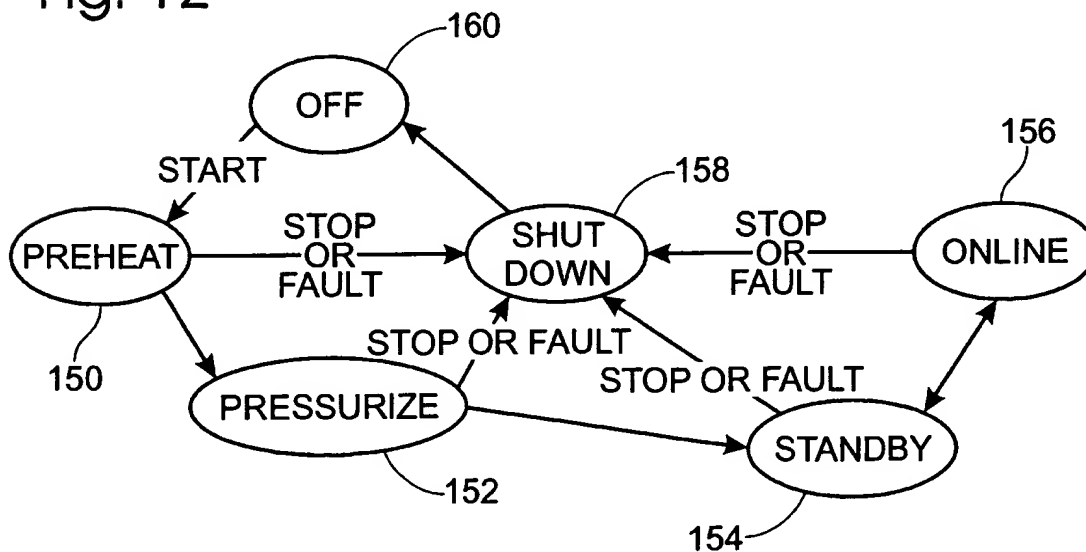 Fig. 12
160
OFF
156
START
158
PREHEAT
STOP
OR
FAULT
SHUT
DOWN
STOP
OR
FAULT
ONLINE
150
STOP OR FAULT
STOP OR FAULT
PRESSURIZE
STANDBY
152
154